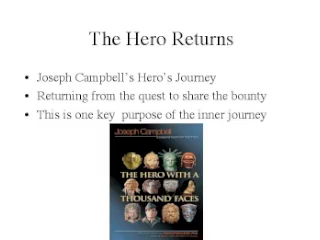 The Hero Returns
• Joseph Campbell's Hero's Journey
• Returning from the quest to share the bounty
• This is one key purpose of the inner journey
Joseph Campbell
THE HERO WITH A
THOUSAND FACES